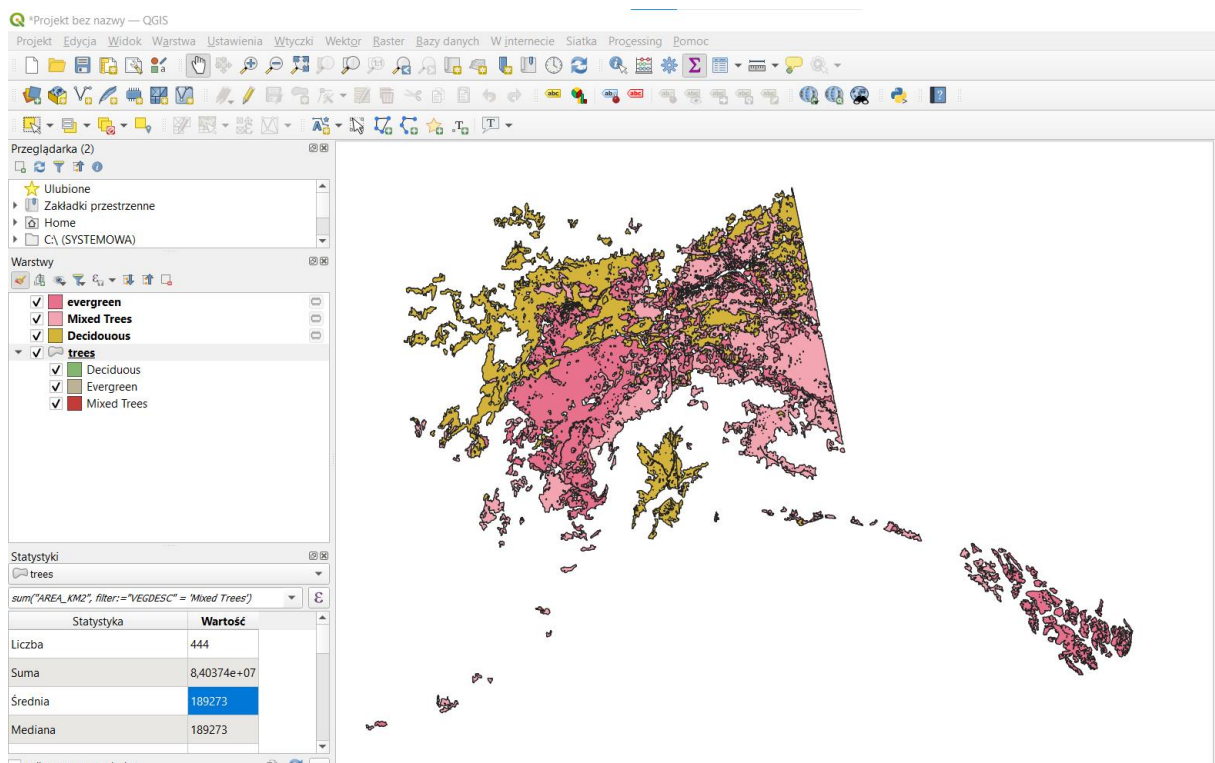 *Projekt bez nazwy — QGIS
Projekt Edycja Widok Warstwa Ustawienia Wtyczki Wektor Raster Bazy danych W internecie Siatka Processing Pomoc
abc abc
Przeglądarka (2)
Ulubione
Zakładki przestrzenne
Home
C:\ (SYSTEMOWA)
Warstwy
evergreen
Mixed Trees
Decidouous
trees
Deciduous
Evergreen
Mixed Trees
Statystyki
trees
sum("AREA_KM2", filter:="VEGDESC" = 'Mixed Trees')
Statystyka Wartość
Liczba 444
Suma 8,40374e+07
Średnia 189273
Mediana 189273